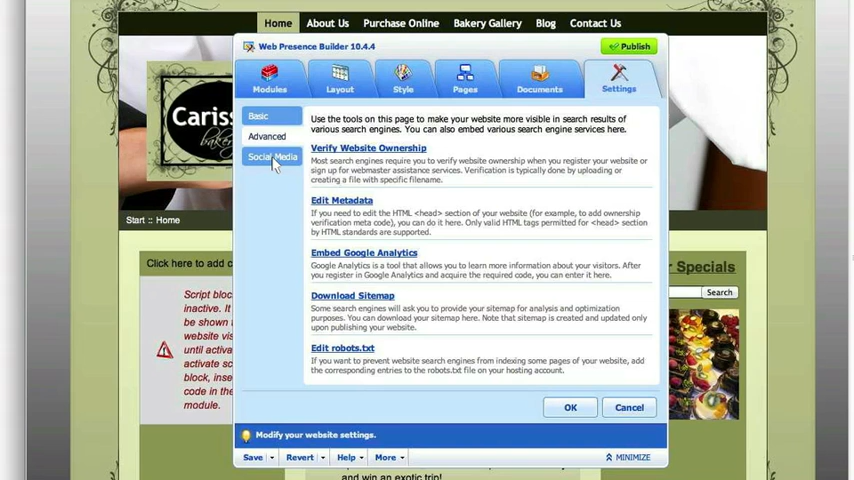 Home About Us Purchase Online Bakery Gallery Blog Contact Us
Web Presence Builder 10.4.4
Publish
Modules Layout Style Pages Documents Settings
Basic
Advanced
Social Media
Use the tools on this page to make your website more visible in search results of
various search engines. You can also embed various search engine services here.
Verify Website Ownership
Most search engines require you to verify website ownership when you register your website or
sign up for webmaster assistance services. Verification is typically done by uploading or
creating a file with specific filename.
Edit Metadata
If you need to edit the HTML <head> section of your website (for example, to add ownership
verification meta code), you can do it here. Only valid HTML tags permitted for <head> section
by HTML standards are supported.
Embed Google Analytics
Google Analytics is a tool that allows you to learn more information about your visitors. After
you register in Google Analytics and acquire the required code, you can enter it here.
Download Sitemap
Some search engines will ask you to provide your sitemap for analysis and optimization
purposes. You can download your sitemap here. Note that sitemap is created and updated only
upon publishing your website.
Edit robots.txt
If you want to prevent website search engines from indexing some pages of your website, add
the corresponding entries to the robots.txt file on your hosting account.
OK Cancel
Modify your website settings.
Save Revert Help More MINIMIZE
Cariss
bakery
Start :: Home
Click here to add c
Script bloc
inactive. It
be shown
website vis
until activa
activate sc
block, inse
code in the
module.
r Specials
Search
and win an exotic trip!